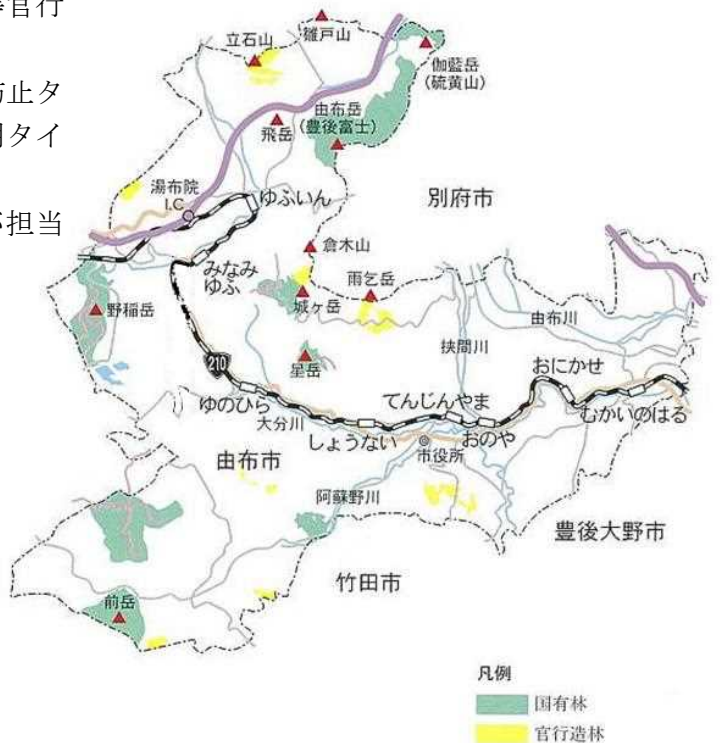 等官行
防止タ
明タイ
が担当
雛戸山
立石山
伽藍岳
(硫黄山)
由布岳
(豊後富士)
飛岳
湯布院
I.C
ゆふいん
別府市
倉木山
みなみ
ゆふ
雨乞岳
野稲岳
城ヶ岳
由布川
挾間川
星岳
210
おにかせ
ゆのひら
てんじんやま
むかいのはる
大分川
しょうない
おのや
市役所
由布市
阿蘇野川
豊後大野市
竹田市
前岳
凡例
国有林
官行造林